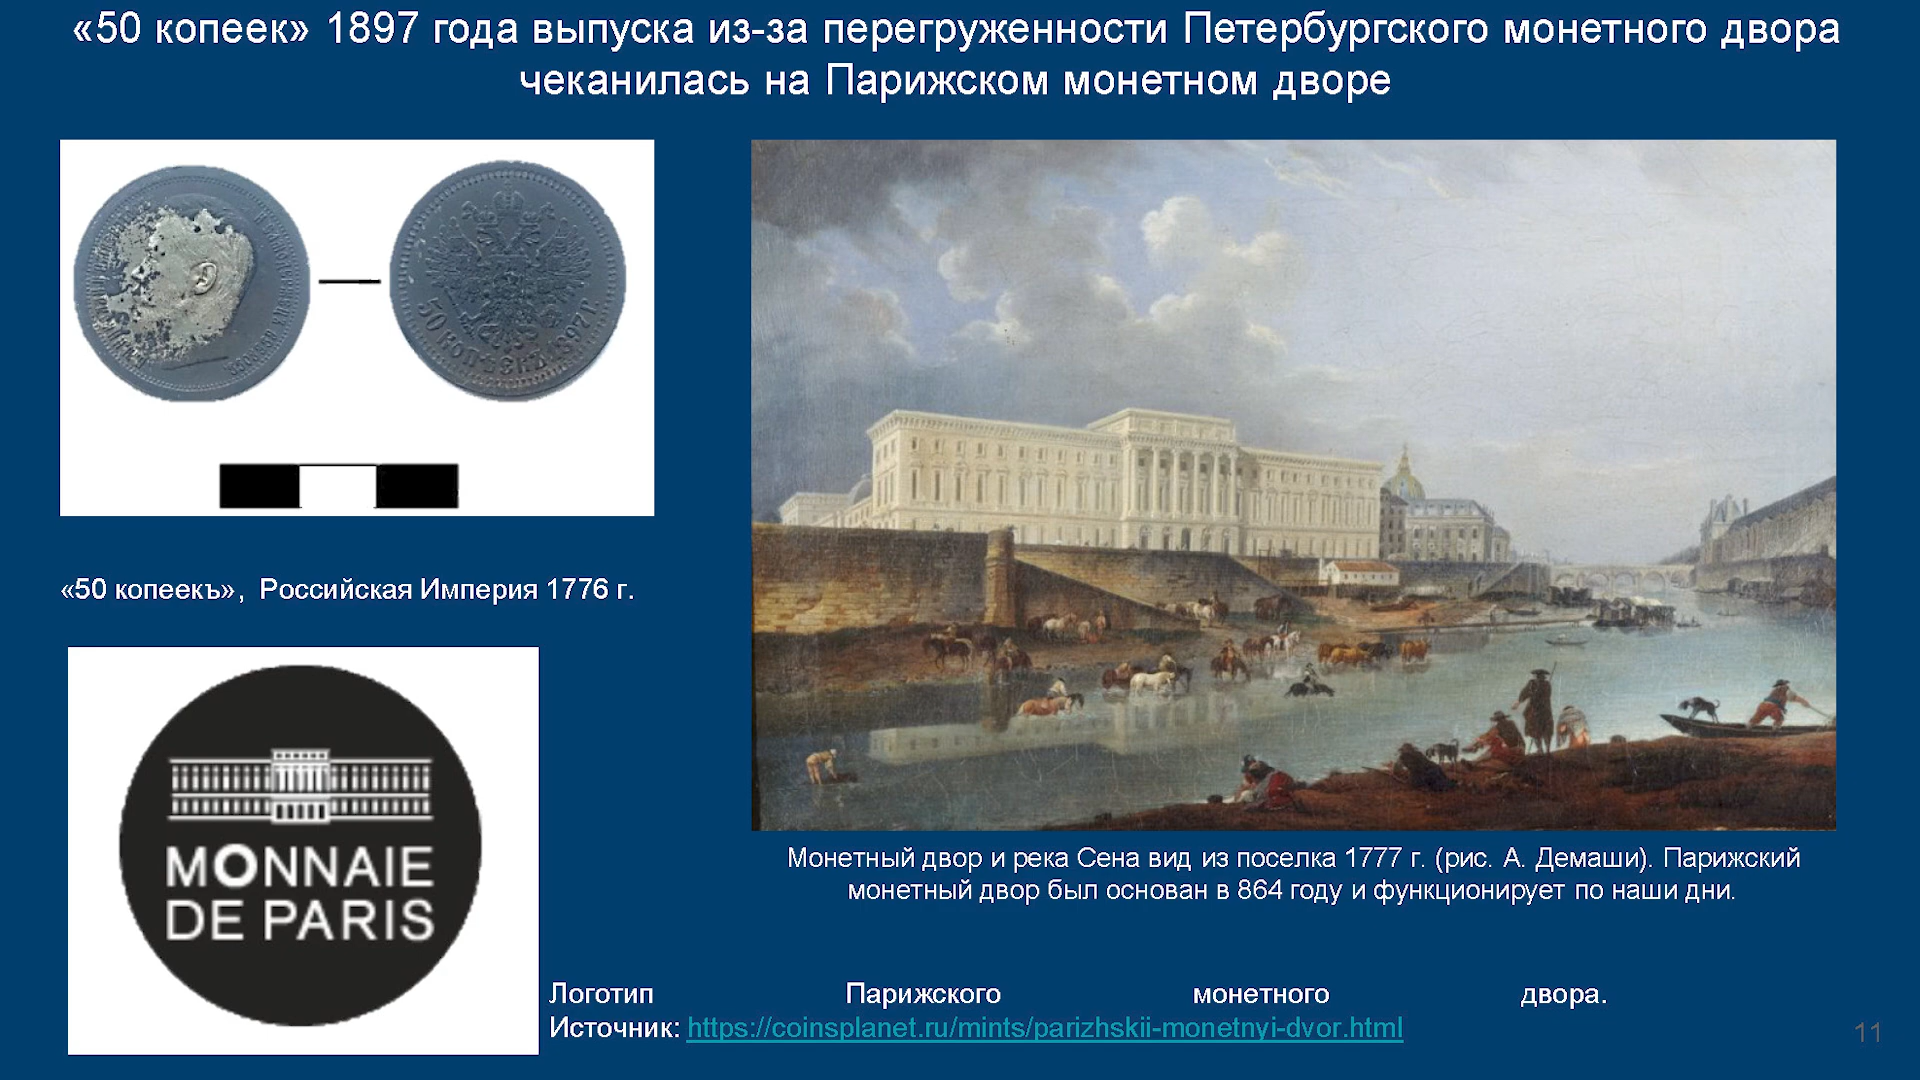 «50 копеек» 1897 года выпуска из-за перегруженности Петербургского монетного двора
чеканилась на Парижском монетном дворе
50 КОПѢЕКЪ 1897 Г.
«50 копеекъ», Российская Империя 1776 г.
MONNAIE
DE PARIS
Монетный двор и река Сена вид из поселка 1777 г. (рис. А. Демаши). Парижский
монетный двор был основан в 864 году и функционирует по наши дни.
Логотип Парижского монетного двора.
Источник: https://coinsplanet.ru/mints/parizhskii-monetnyi-dvor.html
11